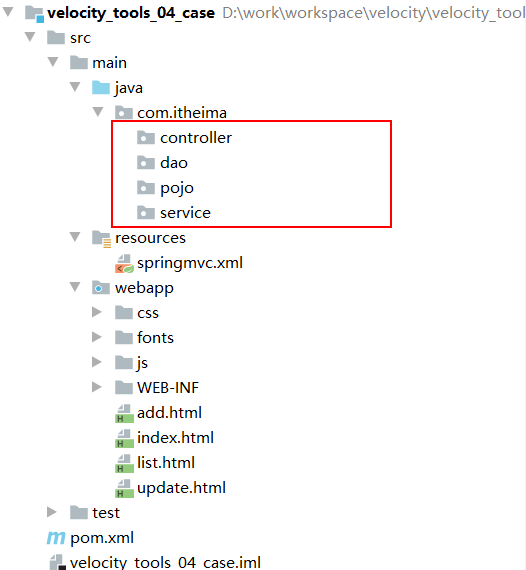 velocity_tools_04_case D:\work\workspace\velocity\velocity_tool
src
main
java
com.itheima
controller
dao
pojo
service
resources
springmvc.xml
webapp
css
fonts
js
WEB-INF
add.html
index.html
list.html
update.html
test
pom.xml
velocity_tools_04_case.iml